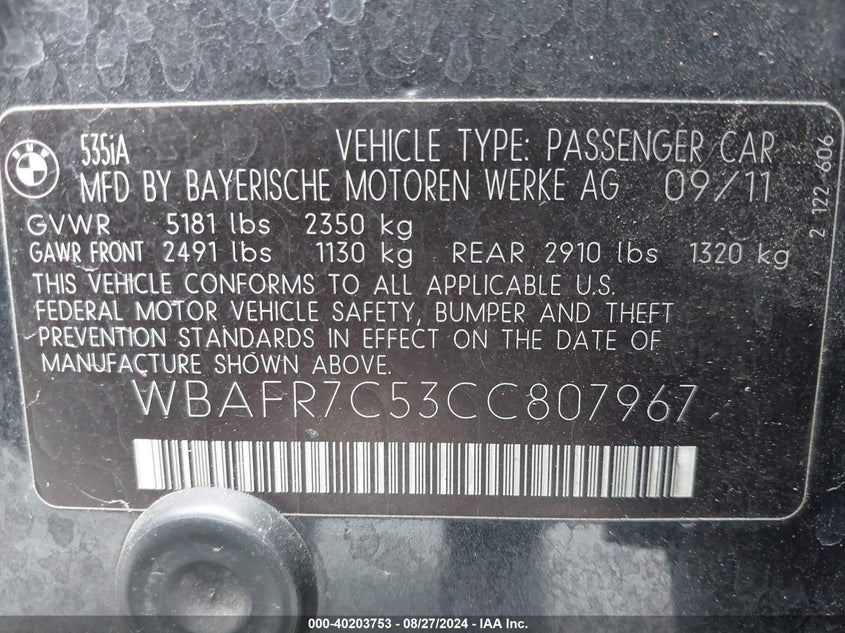 BMW
535iA VEHICLE TYPE: PASSENGER CAR
MFD BY BAYERISCHE MOTOREN WERKE AG 09/11
GVWR 5181 lbs 2350 kg
GAWR FRONT 2491 lbs 1130 kg REAR 2910 lbs 1320 kg
THIS VEHICLE CONFORMS TO ALL APPLICABLE U.S.
FEDERAL MOTOR VEHICLE SAFETY, BUMPER AND THEFT
PREVENTION STANDARDS IN EFFECT ON THE DATE OF
MANUFACTURE SHOWN ABOVE.
WBAFR7C53CC807967
2 122-606
000-40203753 - 08/27/2024 - IAA Inc.